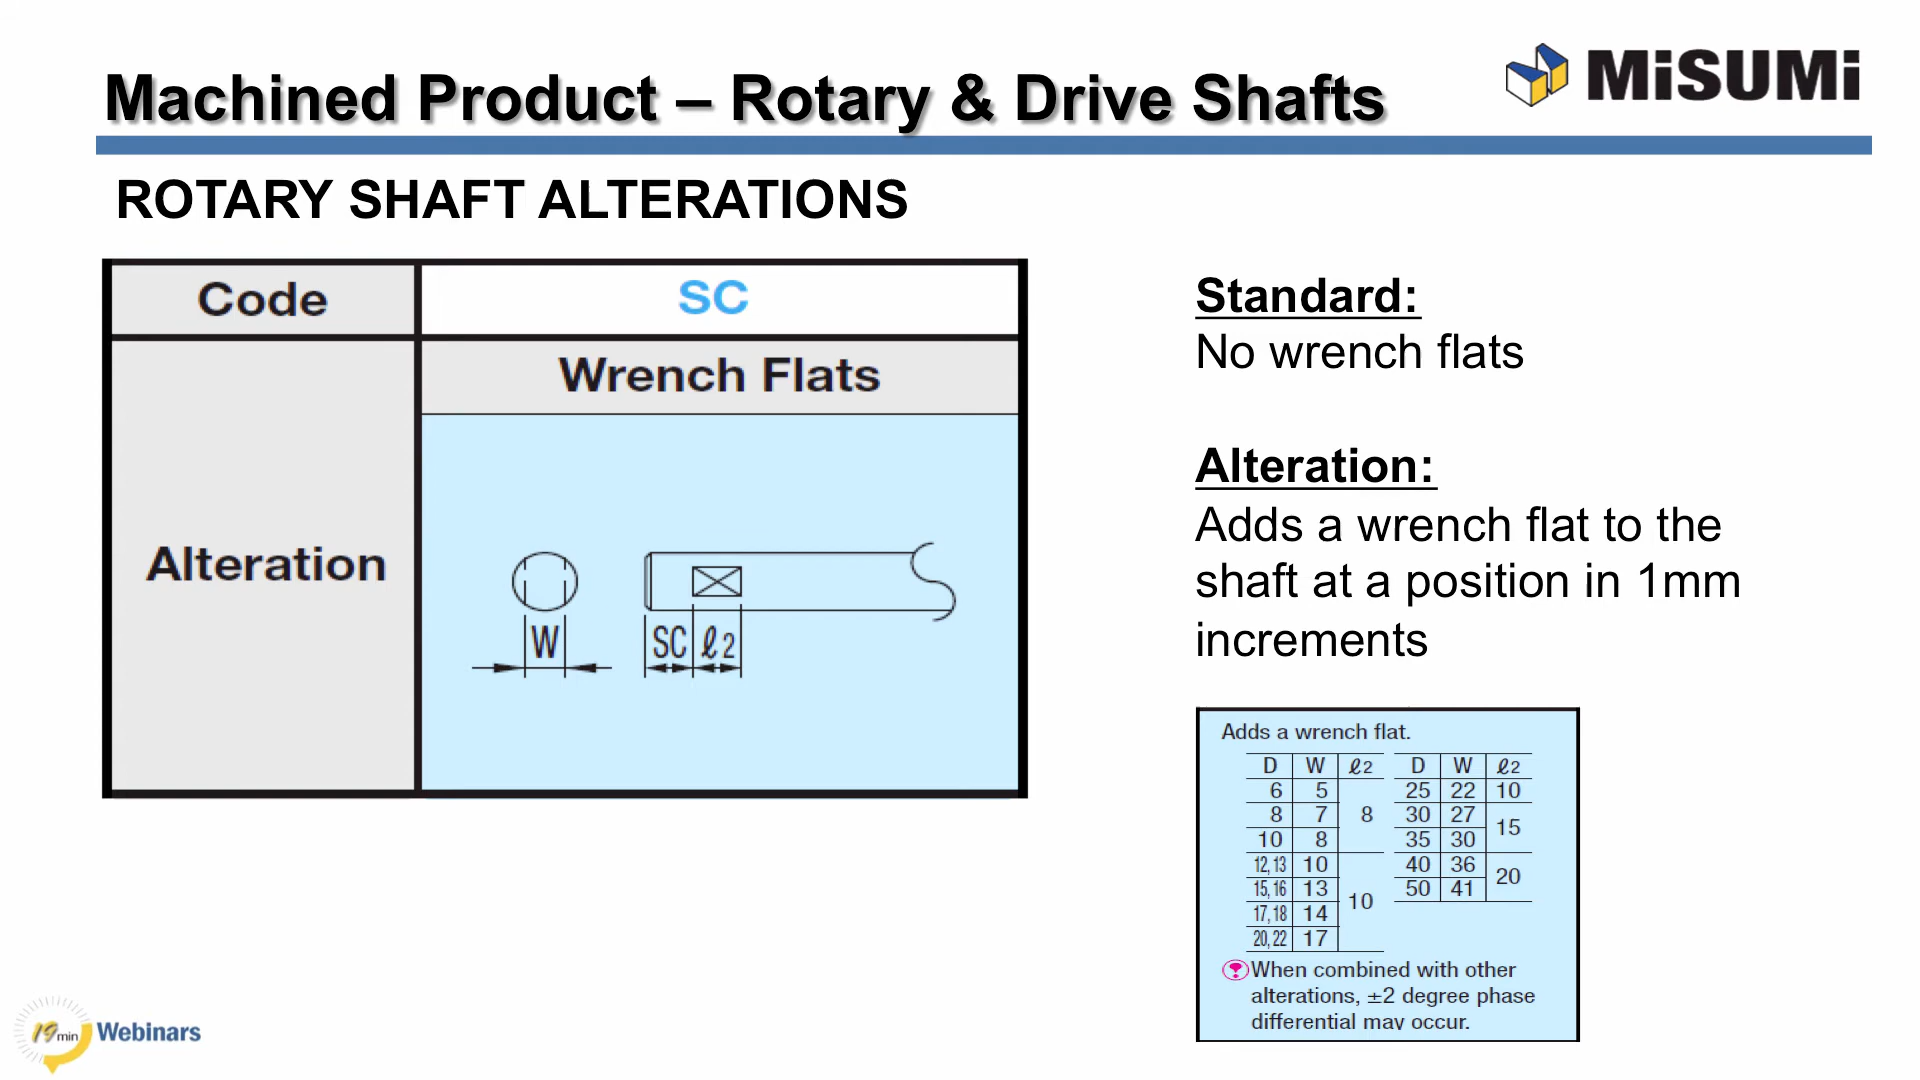 Machined Product – Rotary & Drive Shafts
MiSUMi
ROTARY SHAFT ALTERATIONS
Code
SC
Alteration
Wrench Flats
W
SC ℓ2
Standard:
No wrench flats
Alteration:
Adds a wrench flat to the
shaft at a position in 1mm
increments
Adds a wrench flat.
D W ℓ2 D W ℓ2
6 5 8 25 22 10
8 7 30 27 15
10 8 35 30
12, 13 10 10 40 36 20
15, 16 13 50 41
17, 18 14
20, 22 17
When combined with other
alterations, ±2 degree phase
differential may occur.
19 min Webinars